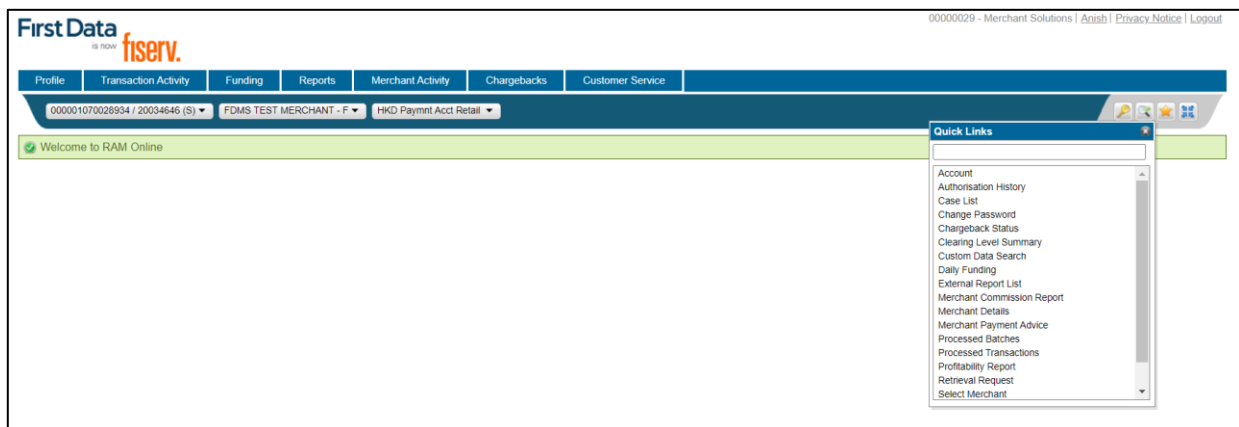 First Data
is now fiserv.
00000029 - Merchant Solutions | Anish | Privacy Notice | Logout
Profile Transaction Activity Funding Reports Merchant Activity Chargebacks Customer Service
000001070028934 / 20034646 (S) FDMS TEST MERCHANT - F HKD Paymnt Acct Retail
Welcome to RAM Online
Quick Links
Account
Authorisation History
Case List
Change Password
Chargeback Status
Clearing Level Summary
Custom Data Search
Daily Funding
External Report List
Merchant Commission Report
Merchant Details
Merchant Payment Advice
Processed Batches
Processed Transactions
Profitability Report
Retrieval Request
Select Merchant